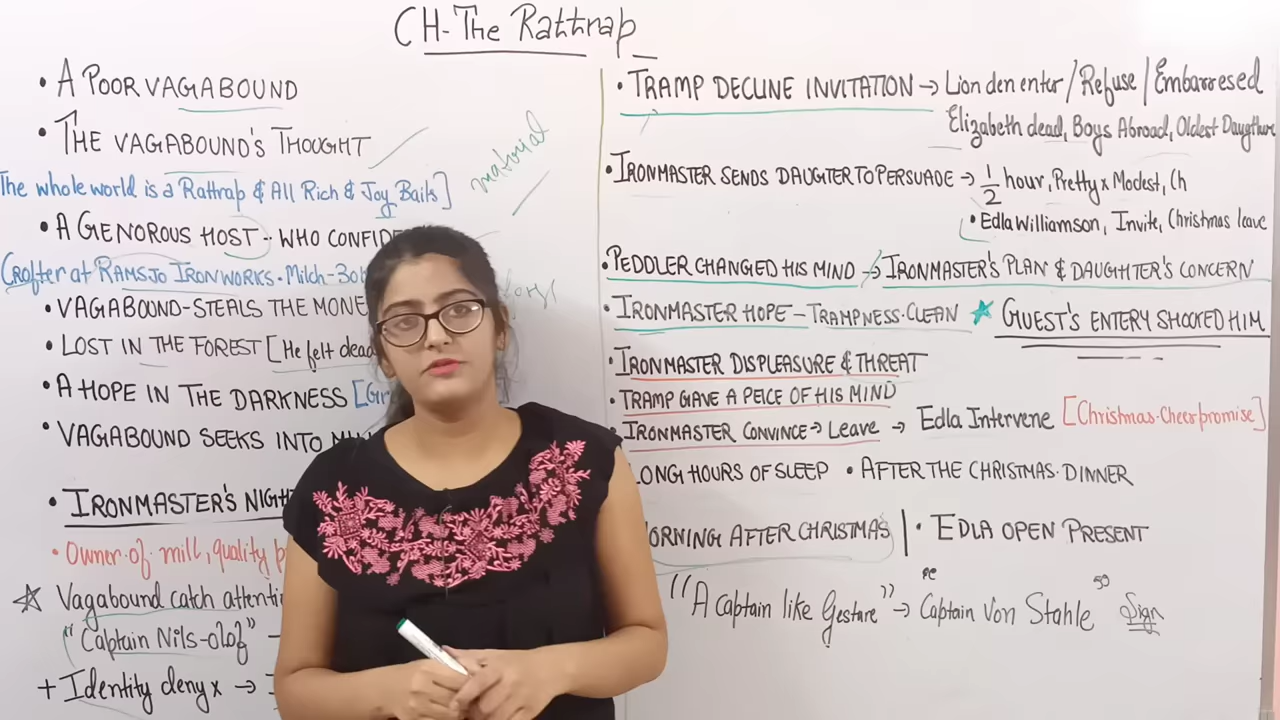 CH-The Rattrap
• A POOR VAGABOUND
• THE VAGABOUND'S THOUGHT
The whole world is a Rattrap & All Rich & Joy Baits]
material
• A GENOROUS HOST - WHO CONFIDE
Crofter at RAMSJO IRONWORKS. Milch-
• VAGABOUND-STEALS THE MONE
• LOST IN THE FOREST [He felt dead
• A HOPE IN THE DARKNESS
• VAGABOUND SEEKS INTO
• IRONMASTER'S NIGH
• Owner of mill, quality
Vagabond catch attenti
"Captain Nils-olof" -
+ Identity deny x →
• TRAMP DECLINE INVITATION → Lion den enter / Refuse / Embarresed
Elizabeth dead, Boys Abroad, Oldest
• IRONMASTER SENDS DAUGTER TO PERSUADE → 1/2 hour, Pretty x Modest, Ch
• Edla Williamson, Invite, Christmas leave
• PEDDLER CHANGED HIS MIND → IRONMASTER'S PLAN & DAUGHTER'S CONCERN
• IRONMASTER HOPE - TRAMPNESS. CLEAN GUEST'S ENTERY SHOCKED HIM
• IRONMASTER DISPLEASURE & THREAT
• TRAMP GAVE A PEICE OF HIS MIND
• IRONMASTER CONVINCE → Leave → Edla Intervene [Christmas. Cheer promise]
LONG HOURS OF SLEEP • AFTER THE CHRISTMAS. DINNER
ORNING AFTER CHRISTMAS | • EDLA OPEN PRESENT
"A Captain like Gesture" → Captain Von Stahle Sign